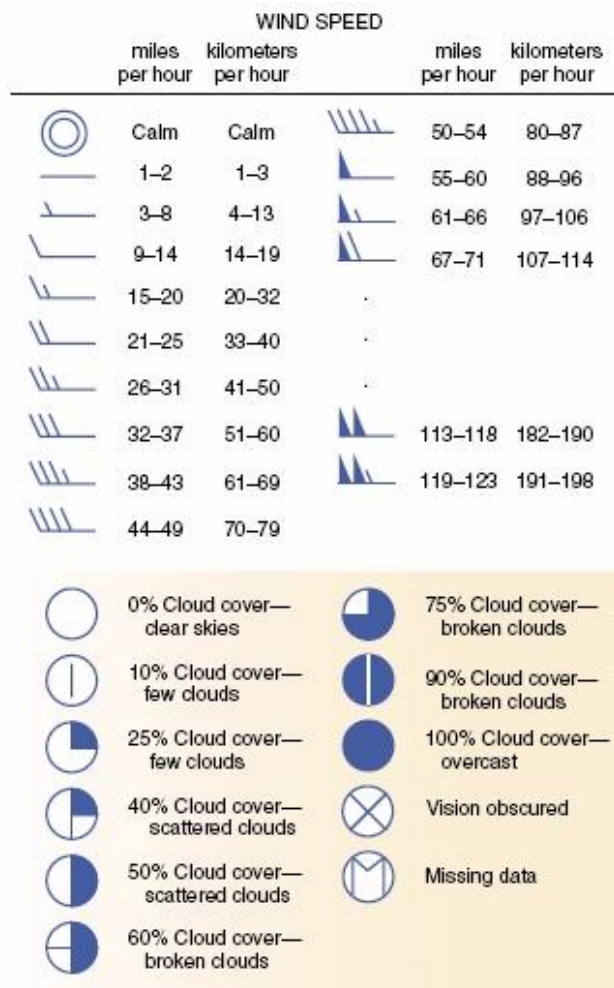 WIND SPEED
miles per hour kilometers per hour miles per hour kilometers per hour
Calm Calm 50–54 80–87
1–2 1–3 55–60 88–96
3–8 4–13 61–66 97–106
9–14 14–19 67–71 107–114
15–20 20–32 .
21–25 33–40 .
26–31 41–50 .
32–37 51–60 113–118 182–190
38–43 61–69 119–123 191–198
44–49 70–79
0% Cloud cover—
clear skies
10% Cloud cover—
few clouds
25% Cloud cover—
few clouds
40% Cloud cover—
scattered clouds
50% Cloud cover—
scattered clouds
60% Cloud cover—
broken clouds
75% Cloud cover—
broken clouds
90% Cloud cover—
broken clouds
100% Cloud cover—
overcast
Vision obscured
Missing data